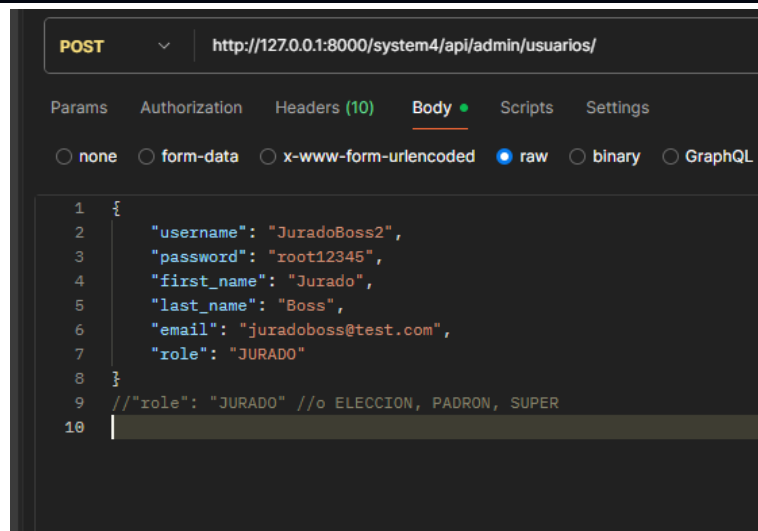 POST http://127.0.0.1:8000/system4/api/admin/usuarios/
Params Authorization Headers (10) Body Scripts Settings
none form-data x-www-form-urlencoded raw binary GraphQL
1 {
2 "username": "JuradoBoss2",
3 "password": "root12345",
4 "first_name": "Jurado",
5 "last_name": "Boss",
6 "email": "juradoboss@test.com",
7 "role": "JURADO"
8 }
9 //"role": "JURADO" //o ELECCION, PADRON, SUPER
10